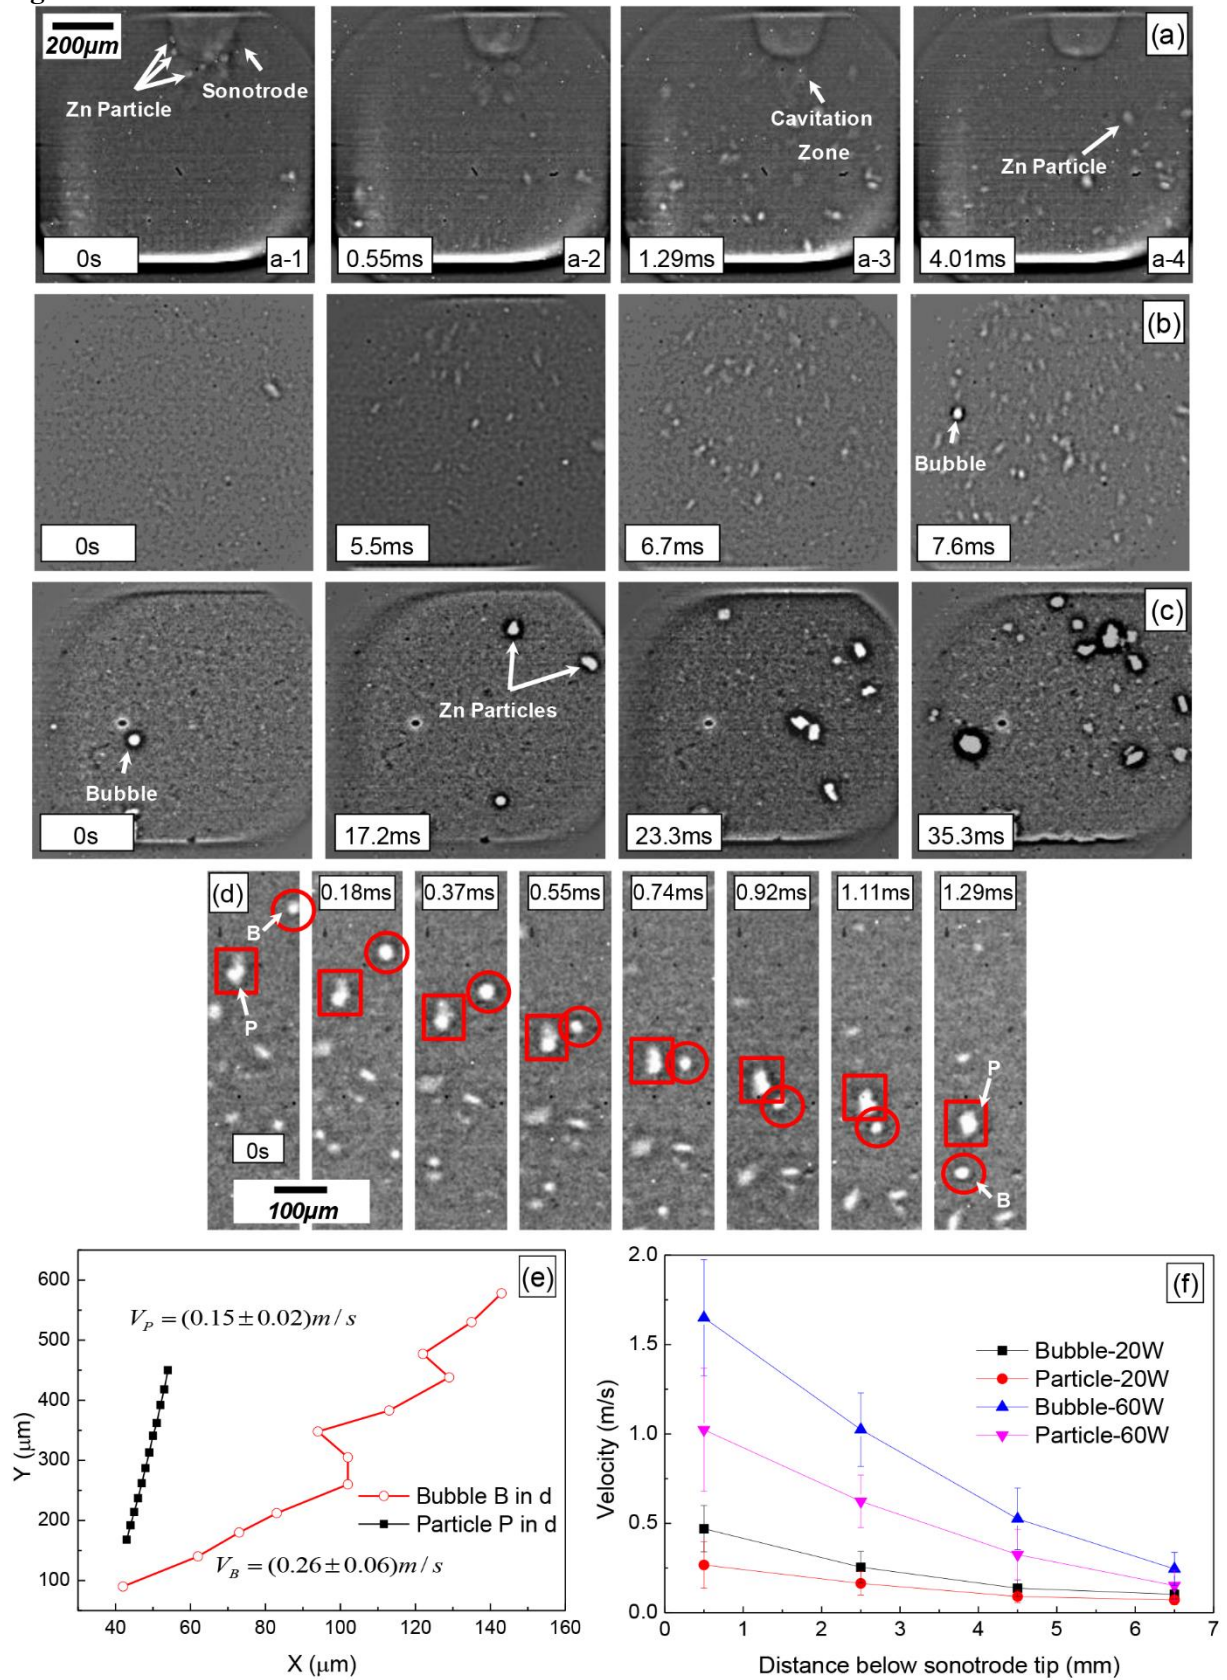 200μm
(a)
Zn Particle
Sonotrode
Cavitation
Zone
Zn Particle
0s
a-1
0.55ms
a-2
1.29ms
a-3
4.01ms
a-4
(b)
Bubble
0s
5.5ms
6.7ms
7.6ms
(c)
Zn Particles
Bubble
0s
17.2ms
23.3ms
35.3ms
(d)
0.18ms
0.37ms
0.55ms
0.74ms
0.92ms
1.11ms
1.29ms
B
P
P
B
0s
100μm
(e)
600
500
400
300
200
100
Y (μm)
V_P = (0.15 ± 0.02) m / s
Bubble B in d
Particle P in d
V_B = (0.26 ± 0.06) m / s
40 60 80 100 120 140 160
X (μm)
(f)
2.0
1.5
1.0
0.5
0.0
Velocity (m/s)
Bubble-20W
Particle-20W
Bubble-60W
Particle-60W
0 1 2 3 4 5 6 7
Distance below sonotrode tip (mm)